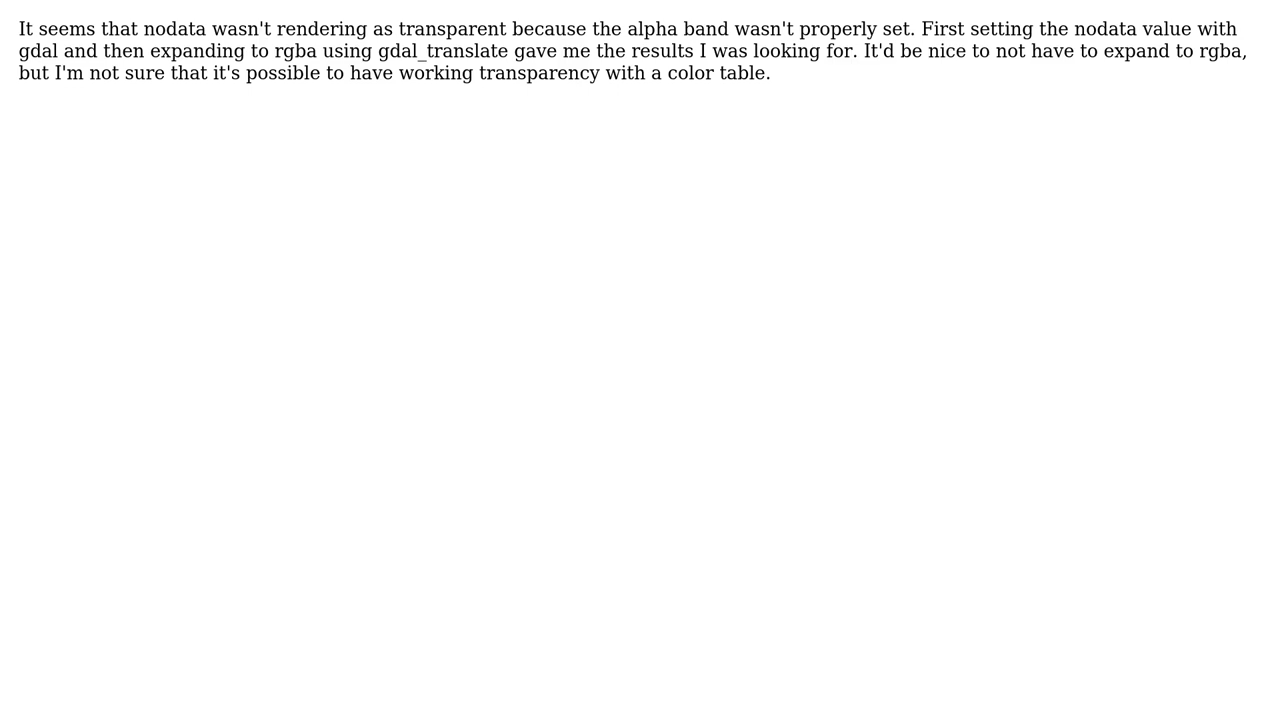 It seems that nodata wasn't rendering as transparent because the alpha band wasn't properly set. First setting the nodata value with
gdal and then expanding to rgba using gdal_translate gave me the results I was looking for. It'd be nice to not have to expand to rgba,
but I'm not sure that it's possible to have working transparency with a color table.